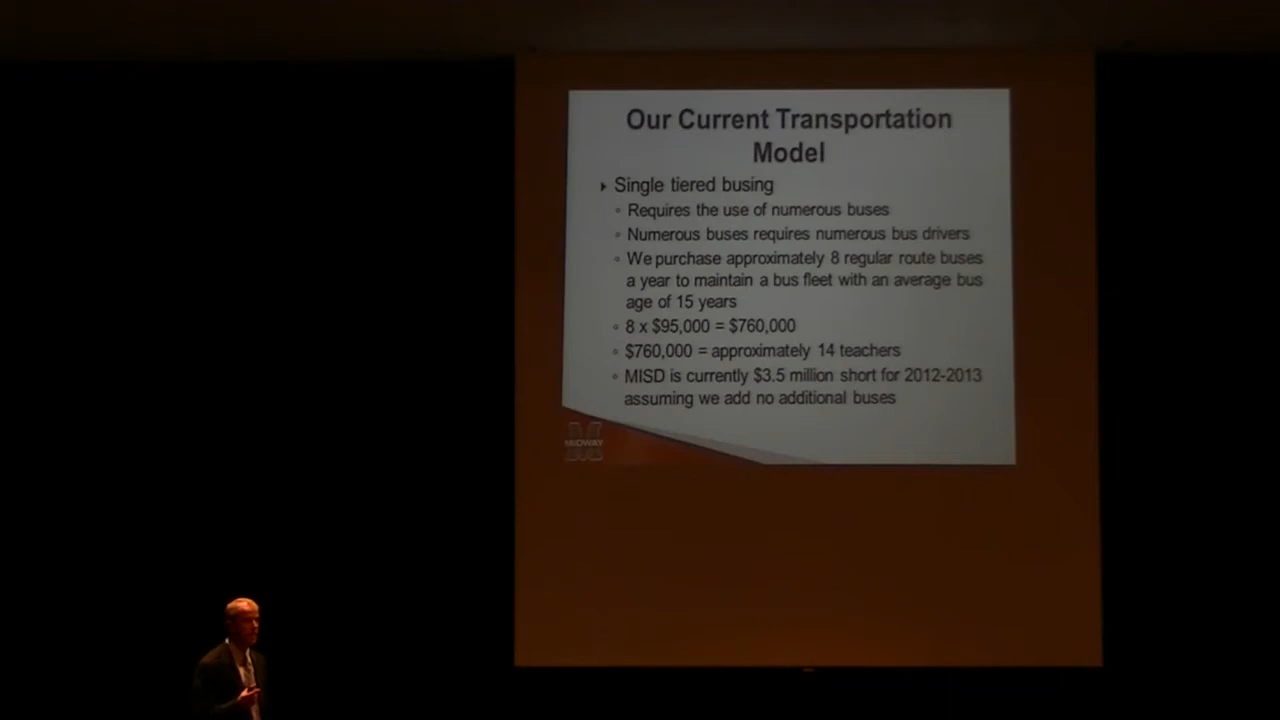 Our Current Transportation
Model
Single tiered busing
Requires the use of numerous buses
Numerous buses requires numerous bus drivers
We purchase approximately 8 regular route buses
a year to maintain a bus fleet with an average bus
age of 15 years
8 x $95,000 = $760,000
$760,000 = approximately 14 teachers
MISD is currently $3.5 million short for 2012-2013
assuming we add no additional buses
M
MIDWAY